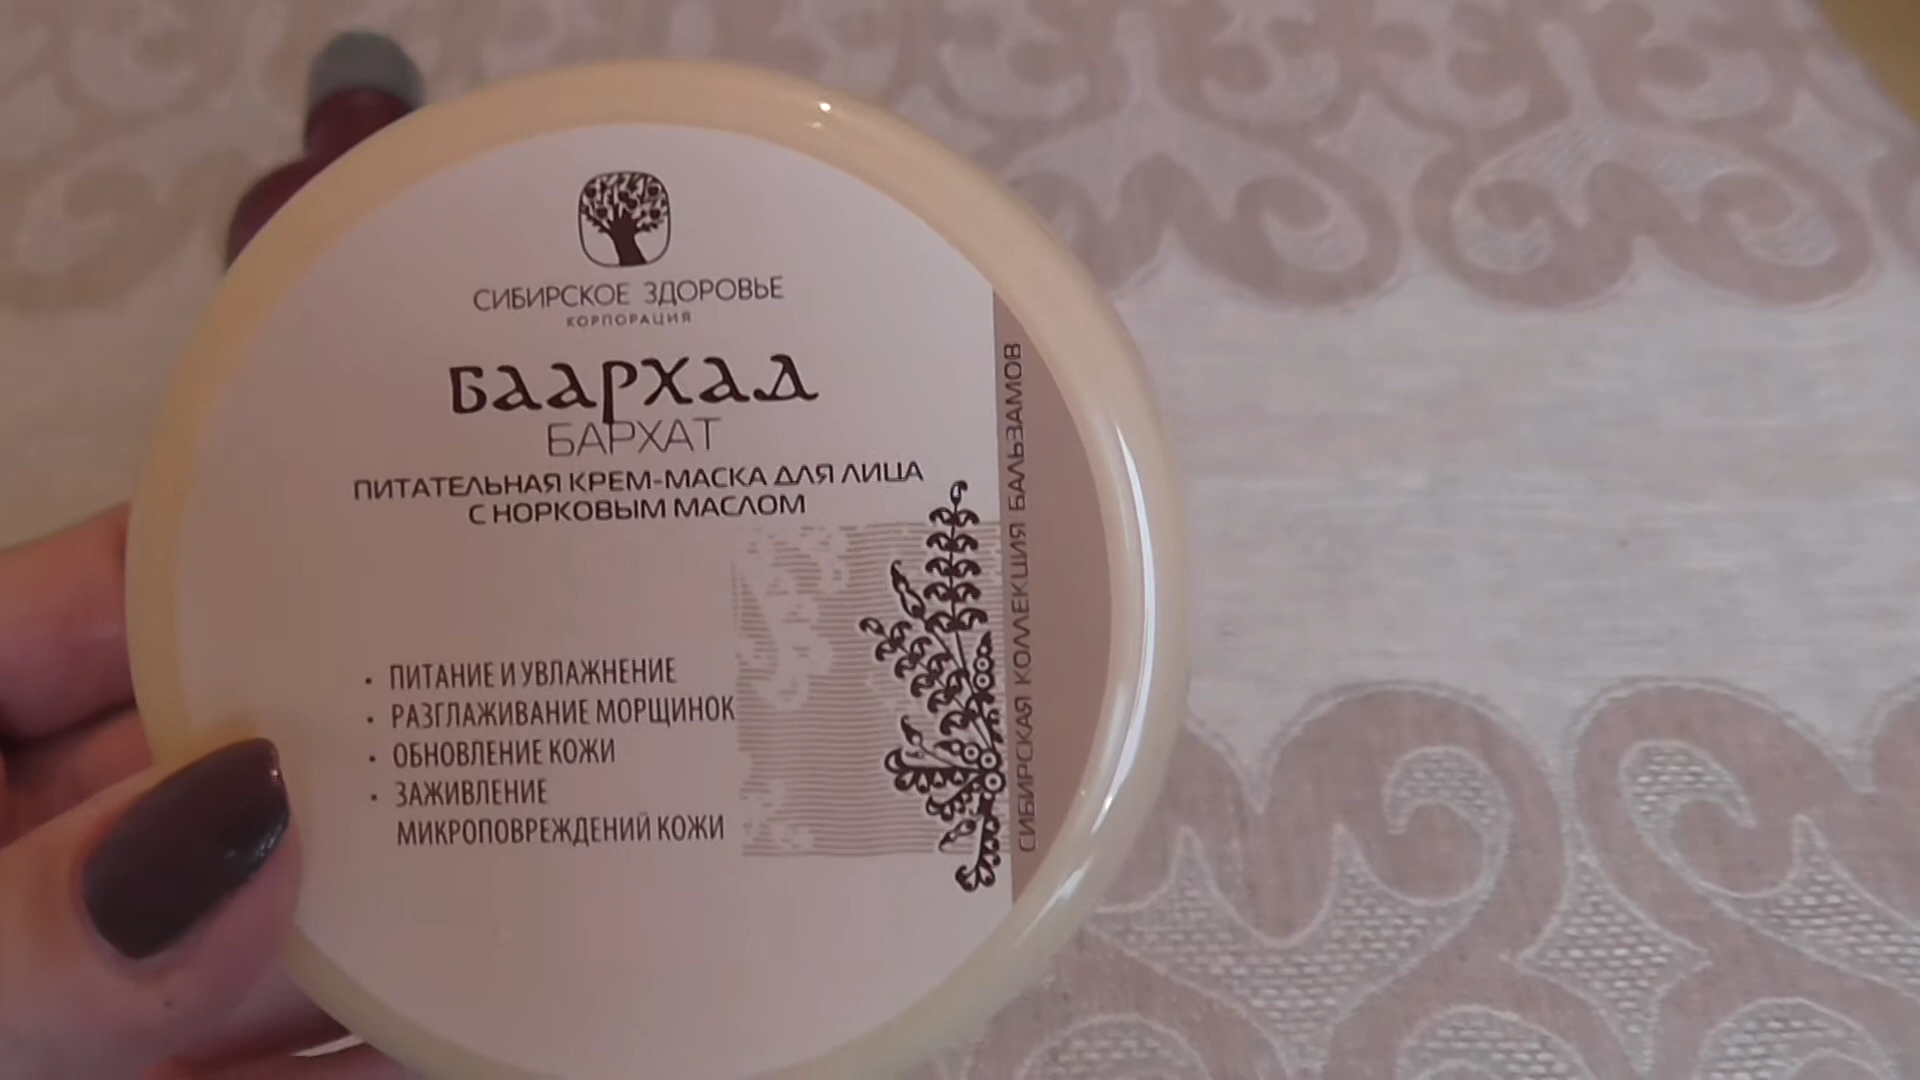 СИБИРСКОЕ ЗДОРОВЬЕ
КОРПОРАЦИЯ
БААРХАД
БАРХАТ
ПИТАТЕЛЬНАЯ КРЕМ-МАСКА ДЛЯ ЛИЦА
С НОРКОВЫМ МАСЛОМ
• ПИТАНИЕ И УВЛАЖНЕНИЕ
• РАЗГЛАЖИВАНИЕ МОРЩИНОК
• ОБНОВЛЕНИЕ КОЖИ
• ЗАЖИВЛЕНИЕ
МИКРОПОВРЕЖДЕНИЙ КОЖИ
СИБИРСКАЯ КОЛЛЕКЦИЯ БАЛЬЗАМОВ